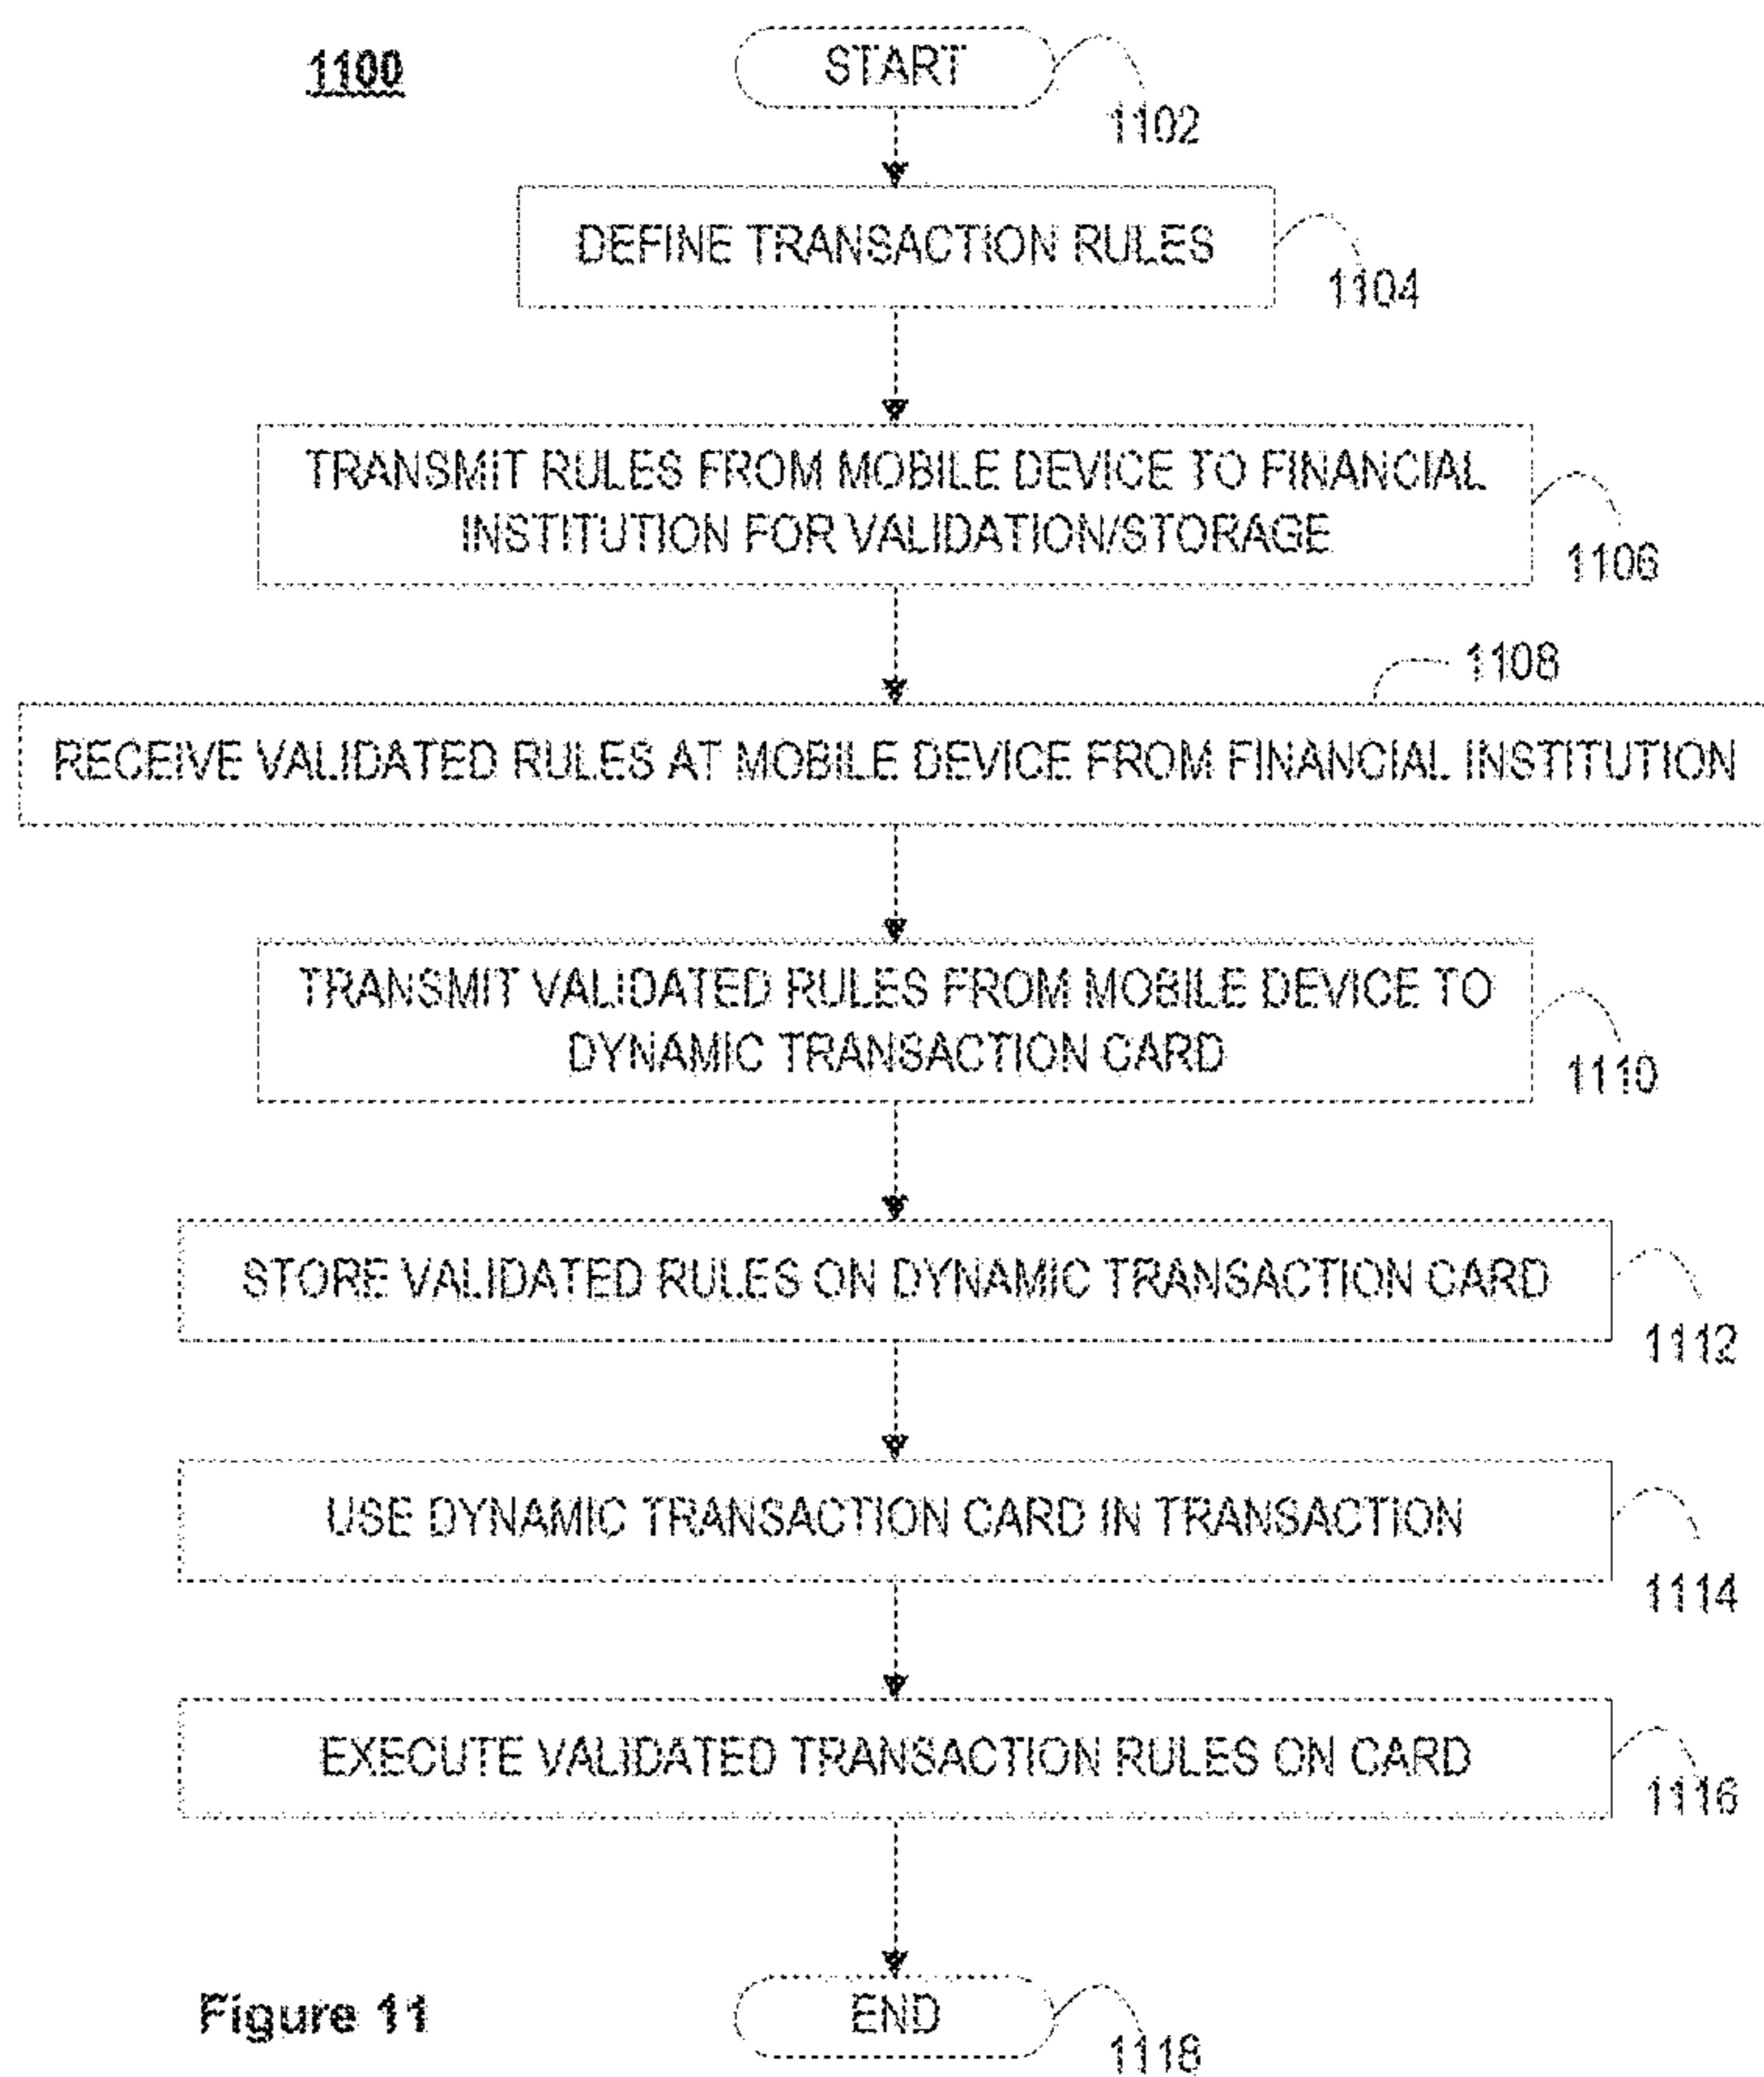 1100
START
1102
DEFINE TRANSACTION RULES
1104
TRANSMIT RULES FROM MOBILE DEVICE TO FINANCIAL
INSTITUTION FOR VALIDATION/STORAGE
1106
1108
RECEIVE VALIDATED RULES AT MOBILE DEVICE FROM FINANCIAL INSTITUTION
TRANSMIT VALIDATED RULES FROM MOBILE DEVICE TO
DYNAMIC TRANSACTION CARD
1110
STORE VALIDATED RULES ON DYNAMIC TRANSACTION CARD
1112
USE DYNAMIC TRANSACTION CARD IN TRANSACTION
1114
EXECUTE VALIDATED TRANSACTION RULES ON CARD
1116
Figure 11
END
1118